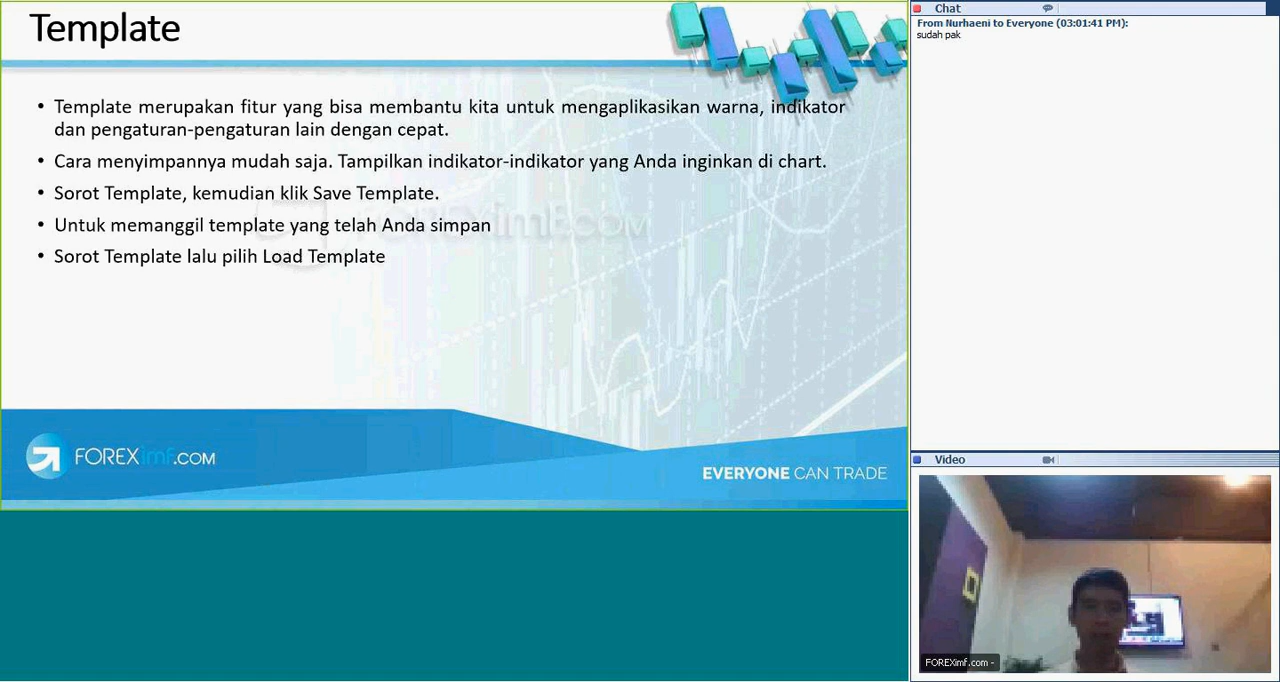 Template
• Template merupakan fitur yang bisa membantu kita untuk mengaplikasikan warna, indikator
dan pengaturan-pengaturan lain dengan cepat.
• Cara menyimpannya mudah saja. Tampilkan indikator-indikator yang Anda inginkan di chart.
• Sorot Template, kemudian klik Save Template.
• Untuk memanggil template yang telah Anda simpan
• Sorot Template lalu pilih Load Template
FOREXimf.COM
FOREXimf.COM
EVERYONE CAN TRADE
Chat
From Nurhaeni to Everyone (03:01:41 PM):
sudah pak
Video
FOREXimf.com -